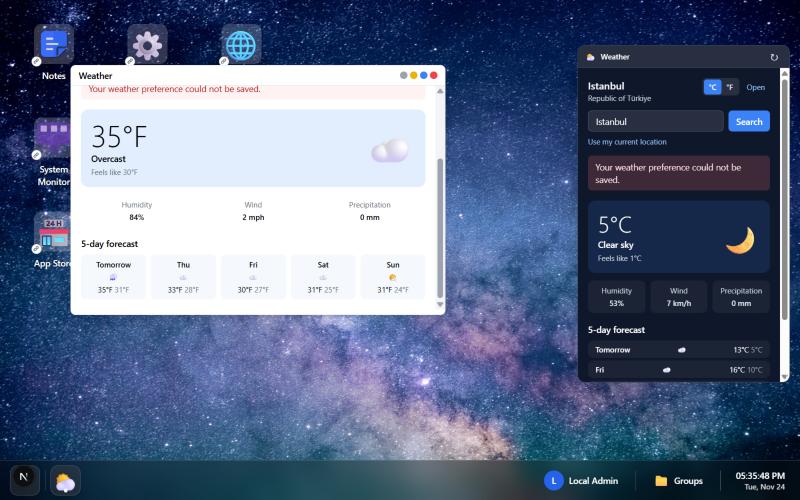 Notes
System
Monitor
App Store
24 H
Weather
Your weather preference could not be saved.
35°F
Overcast
Feels like 30°F
Humidity
84%
Wind
2 mph
Precipitation
0 mm
5-day forecast
Tomorrow
35°F 31°F
Thu
33°F 28°F
Fri
30°F 27°F
Sat
31°F 25°F
Sun
31°F 24°F
Weather
Istanbul
Republic of Türkiye
°C
°F
Open
Istanbul
Search
Use my current location
Your weather preference could not be
saved.
5°C
Clear sky
Feels like 1°C
Humidity
53%
Wind
7 km/h
Precipitation
0 mm
5-day forecast
Tomorrow
13°C 5°C
Fri
16°C 10°C
N
L
Local Admin
Groups
05:35:48 PM
Tue, Nov 24